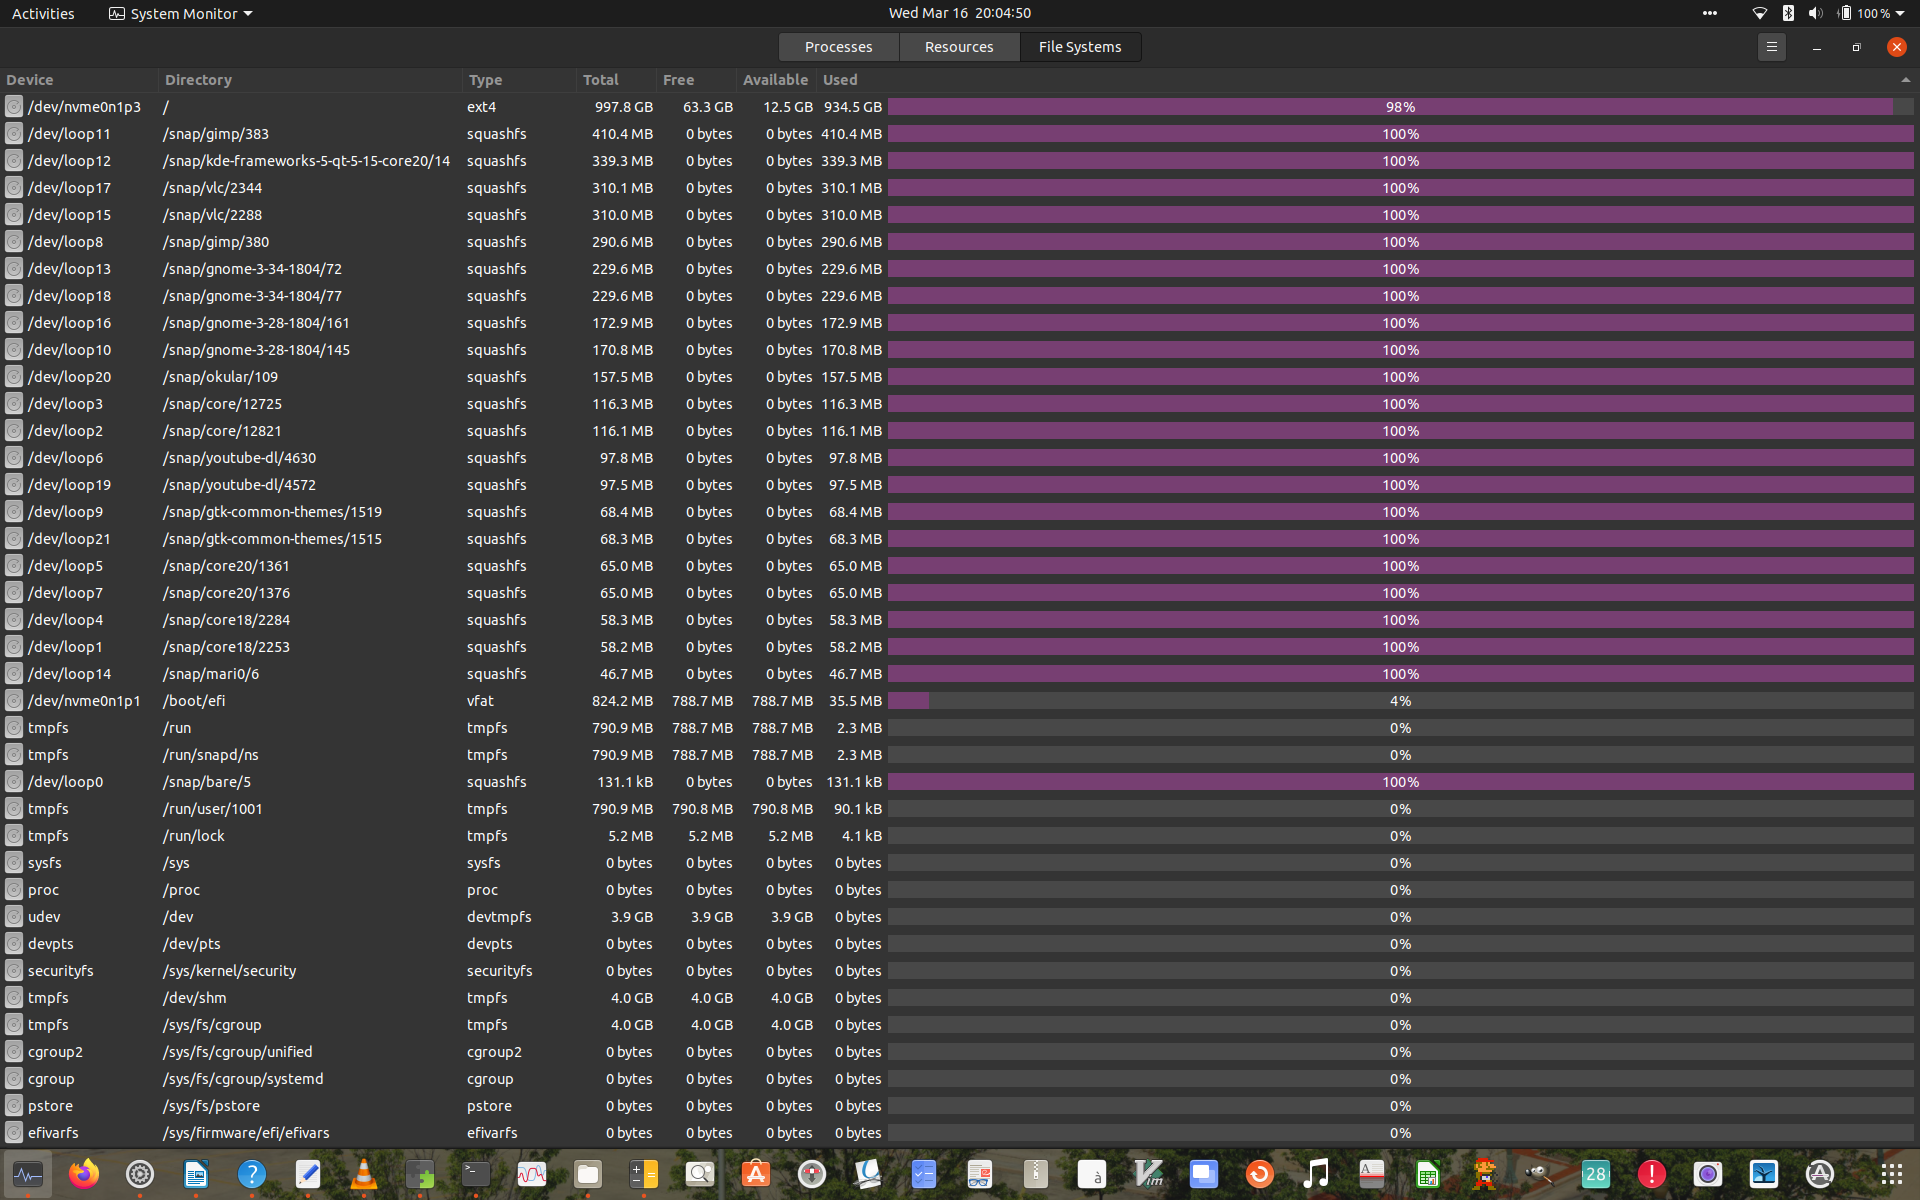 Activities System Monitor Wed Mar 16 20:04:50 100 %
Processes Resources File Systems
Device Directory Type Total Free Available Used
/dev/nvme0n1p3 / ext4 997.8 GB 63.3 GB 12.5 GB 934.5 GB 98%
/dev/loop11 /snap/gimp/383 squashfs 410.4 MB 0 bytes 0 bytes 410.4 MB 100%
/dev/loop12 /snap/kde-frameworks-5-qt-5-15-core20/14 squashfs 339.3 MB 0 bytes 0 bytes 339.3 MB 100%
/dev/loop17 /snap/vlc/2344 squashfs 310.1 MB 0 bytes 0 bytes 310.1 MB 100%
/dev/loop15 /snap/vlc/2288 squashfs 310.0 MB 0 bytes 0 bytes 310.0 MB 100%
/dev/loop8 /snap/gimp/380 squashfs 290.6 MB 0 bytes 0 bytes 290.6 MB 100%
/dev/loop13 /snap/gnome-3-34-1804/72 squashfs 229.6 MB 0 bytes 0 bytes 229.6 MB 100%
/dev/loop18 /snap/gnome-3-34-1804/77 squashfs 229.6 MB 0 bytes 0 bytes 229.6 MB 100%
/dev/loop16 /snap/gnome-3-28-1804/161 squashfs 172.9 MB 0 bytes 0 bytes 172.9 MB 100%
/dev/loop10 /snap/gnome-3-28-1804/145 squashfs 170.8 MB 0 bytes 0 bytes 170.8 MB 100%
/dev/loop20 /snap/okular/109 squashfs 157.5 MB 0 bytes 0 bytes 157.5 MB 100%
/dev/loop3 /snap/core/12725 squashfs 116.3 MB 0 bytes 0 bytes 116.3 MB 100%
/dev/loop2 /snap/core/12821 squashfs 116.1 MB 0 bytes 0 bytes 116.1 MB 100%
/dev/loop6 /snap/youtube-dl/4630 squashfs 97.8 MB 0 bytes 0 bytes 97.8 MB 100%
/dev/loop19 /snap/youtube-dl/4572 squashfs 97.5 MB 0 bytes 0 bytes 97.5 MB 100%
/dev/loop9 /snap/gtk-common-themes/1519 squashfs 68.4 MB 0 bytes 0 bytes 68.4 MB 100%
/dev/loop21 /snap/gtk-common-themes/1515 squashfs 68.3 MB 0 bytes 0 bytes 68.3 MB 100%
/dev/loop5 /snap/core20/1361 squashfs 65.0 MB 0 bytes 0 bytes 65.0 MB 100%
/dev/loop7 /snap/core20/1376 squashfs 65.0 MB 0 bytes 0 bytes 65.0 MB 100%
/dev/loop4 /snap/core18/2284 squashfs 58.3 MB 0 bytes 0 bytes 58.3 MB 100%
/dev/loop1 /snap/core18/2253 squashfs 58.2 MB 0 bytes 0 bytes 58.2 MB 100%
/dev/loop14 /snap/mari0/6 squashfs 46.7 MB 0 bytes 0 bytes 46.7 MB 100%
/dev/nvme0n1p1 /boot/efi vfat 824.2 MB 788.7 MB 788.7 MB 35.5 MB 4%
tmpfs /run tmpfs 790.9 MB 788.7 MB 788.7 MB 2.3 MB 0%
tmpfs /run/snapd/ns tmpfs 790.9 MB 788.7 MB 788.7 MB 2.3 MB 0%
/dev/loop0 /snap/bare/5 squashfs 131.1 kB 0 bytes 0 bytes 131.1 kB 100%
tmpfs /run/user/1001 tmpfs 790.9 MB 790.8 MB 790.8 MB 90.1 kB 0%
tmpfs /run/lock tmpfs 5.2 MB 5.2 MB 5.2 MB 4.1 kB 0%
sysfs /sys sysfs 0 bytes 0 bytes 0 bytes 0 bytes 0%
proc /proc proc 0 bytes 0 bytes 0 bytes 0 bytes 0%
udev /dev devtmpfs 3.9 GB 3.9 GB 3.9 GB 0 bytes 0%
devpts /dev/pts devpts 0 bytes 0 bytes 0 bytes 0 bytes 0%
securityfs /sys/kernel/security securityfs 0 bytes 0 bytes 0 bytes 0 bytes 0%
tmpfs /dev/shm tmpfs 4.0 GB 4.0 GB 4.0 GB 0 bytes 0%
tmpfs /sys/fs/cgroup tmpfs 4.0 GB 4.0 GB 4.0 GB 0 bytes 0%
cgroup2 /sys/fs/cgroup/unified cgroup2 0 bytes 0 bytes 0 bytes 0 bytes 0%
cgroup /sys/fs/cgroup/systemd cgroup 0 bytes 0 bytes 0 bytes 0 bytes 0%
pstore /sys/fs/pstore pstore 0 bytes 0 bytes 0 bytes 0 bytes 0%
efivarfs /sys/firmware/efi/efivars efivarfs 0 bytes 0 bytes 0 bytes 0 bytes 0%
? >_ A à Vim A 28 !